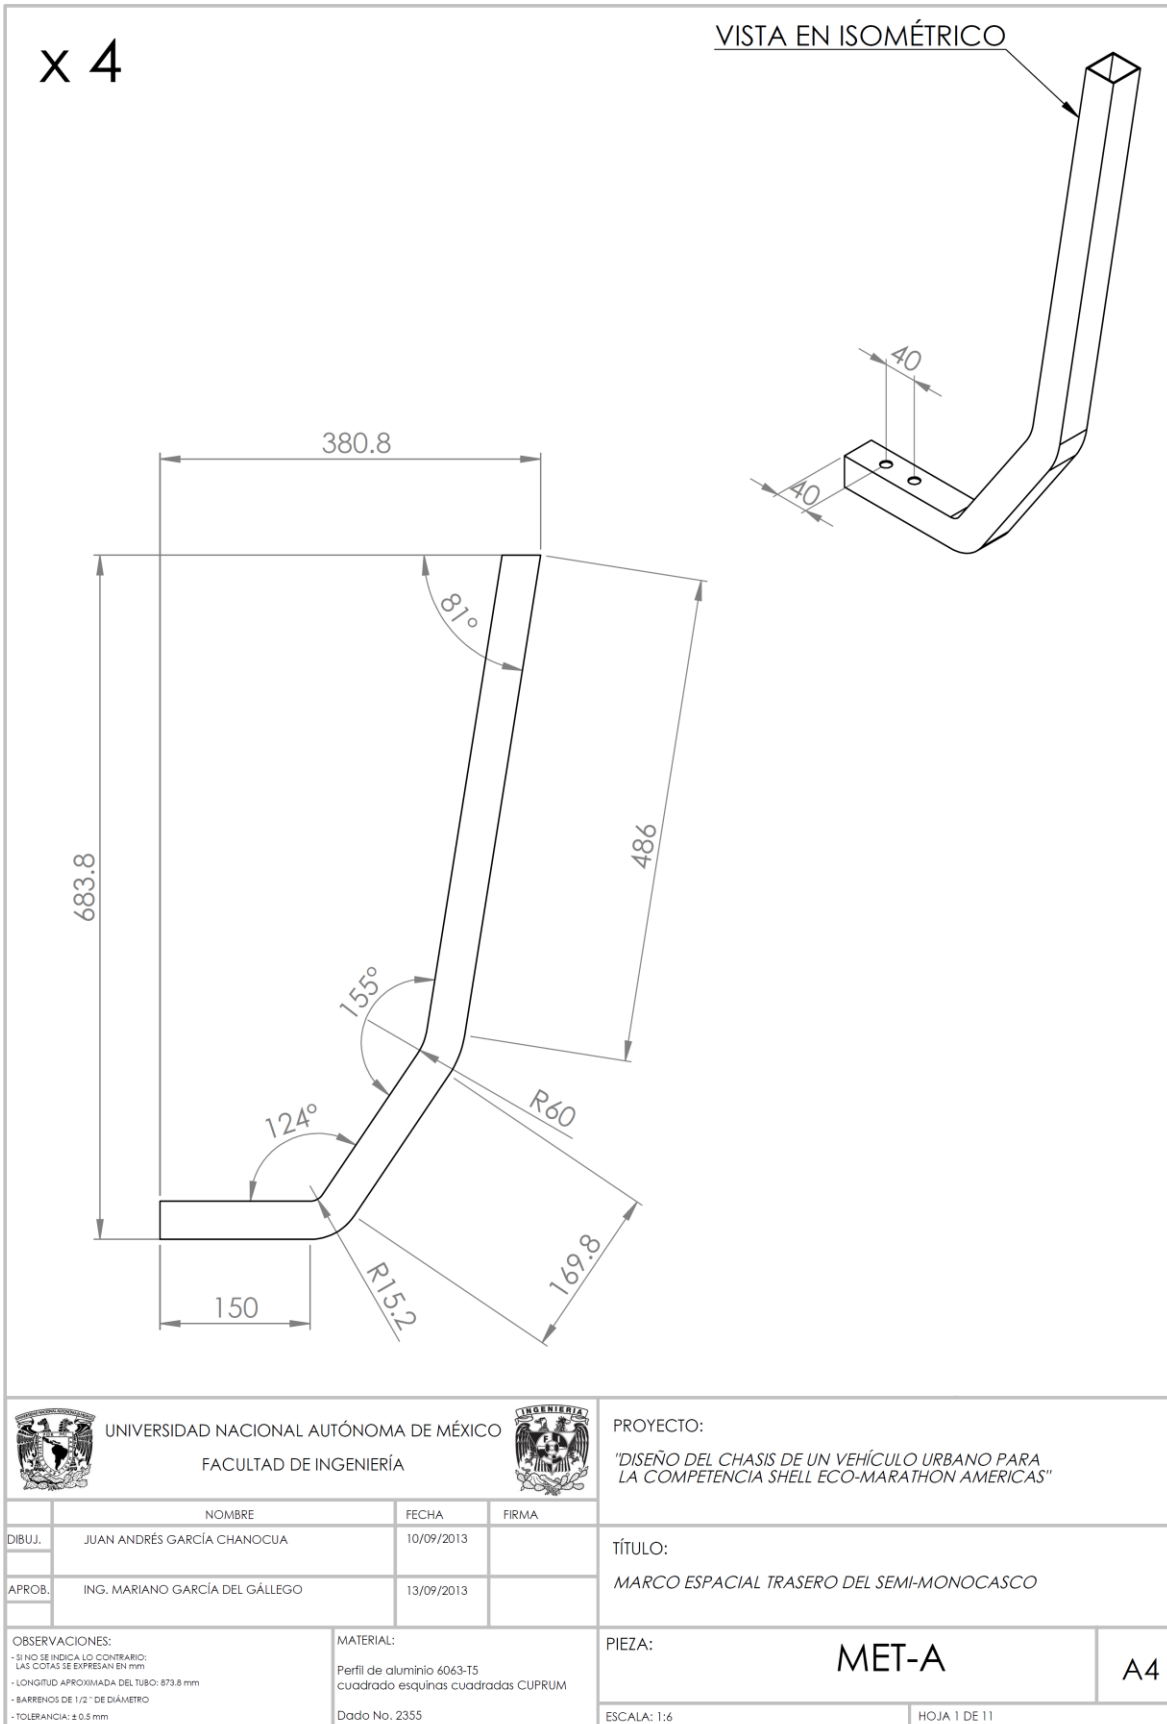 x 4
VISTA EN ISOMÉTRICO
40
40
380.8
81°
683.8
486
155°
124°
R60
R15.2
169.8
150
UNIVERSIDAD NACIONAL AUTÓNOMA DE MÉXICO
FACULTAD DE INGENIERÍA
INGENIERIA
PROYECTO:
"DISEÑO DEL CHASIS DE UN VEHÍCULO URBANO PARA
LA COMPETENCIA SHELL ECO-MARATHON AMERICAS"
NOMBRE FECHA FIRMA
DIBUJ. JUAN ANDRÉS GARCÍA CHANOCUA 10/09/2013
APROB. ING. MARIANO GARCÍA DEL GÁLLEGO 13/09/2013
TÍTULO:
MARCO ESPACIAL TRASERO DEL SEMI-MONOCASCO
OBSERVACIONES:
- SI NO SE INDICA LO CONTRARIO:
LAS COTAS SE EXPRESAN EN mm
- LONGITUD APROXIMADA DEL TUBO: 873.8 mm
- BARRENOS DE 1/2 " DE DIÁMETRO
- TOLERANCIA: ± 0.5 mm
MATERIAL:
Perfil de aluminio 6063-T5
cuadrado esquinas cuadradas CUPRUM
Dado No. 2355
PIEZA:
MET-A
A4
ESCALA: 1:6
HOJA 1 DE 11